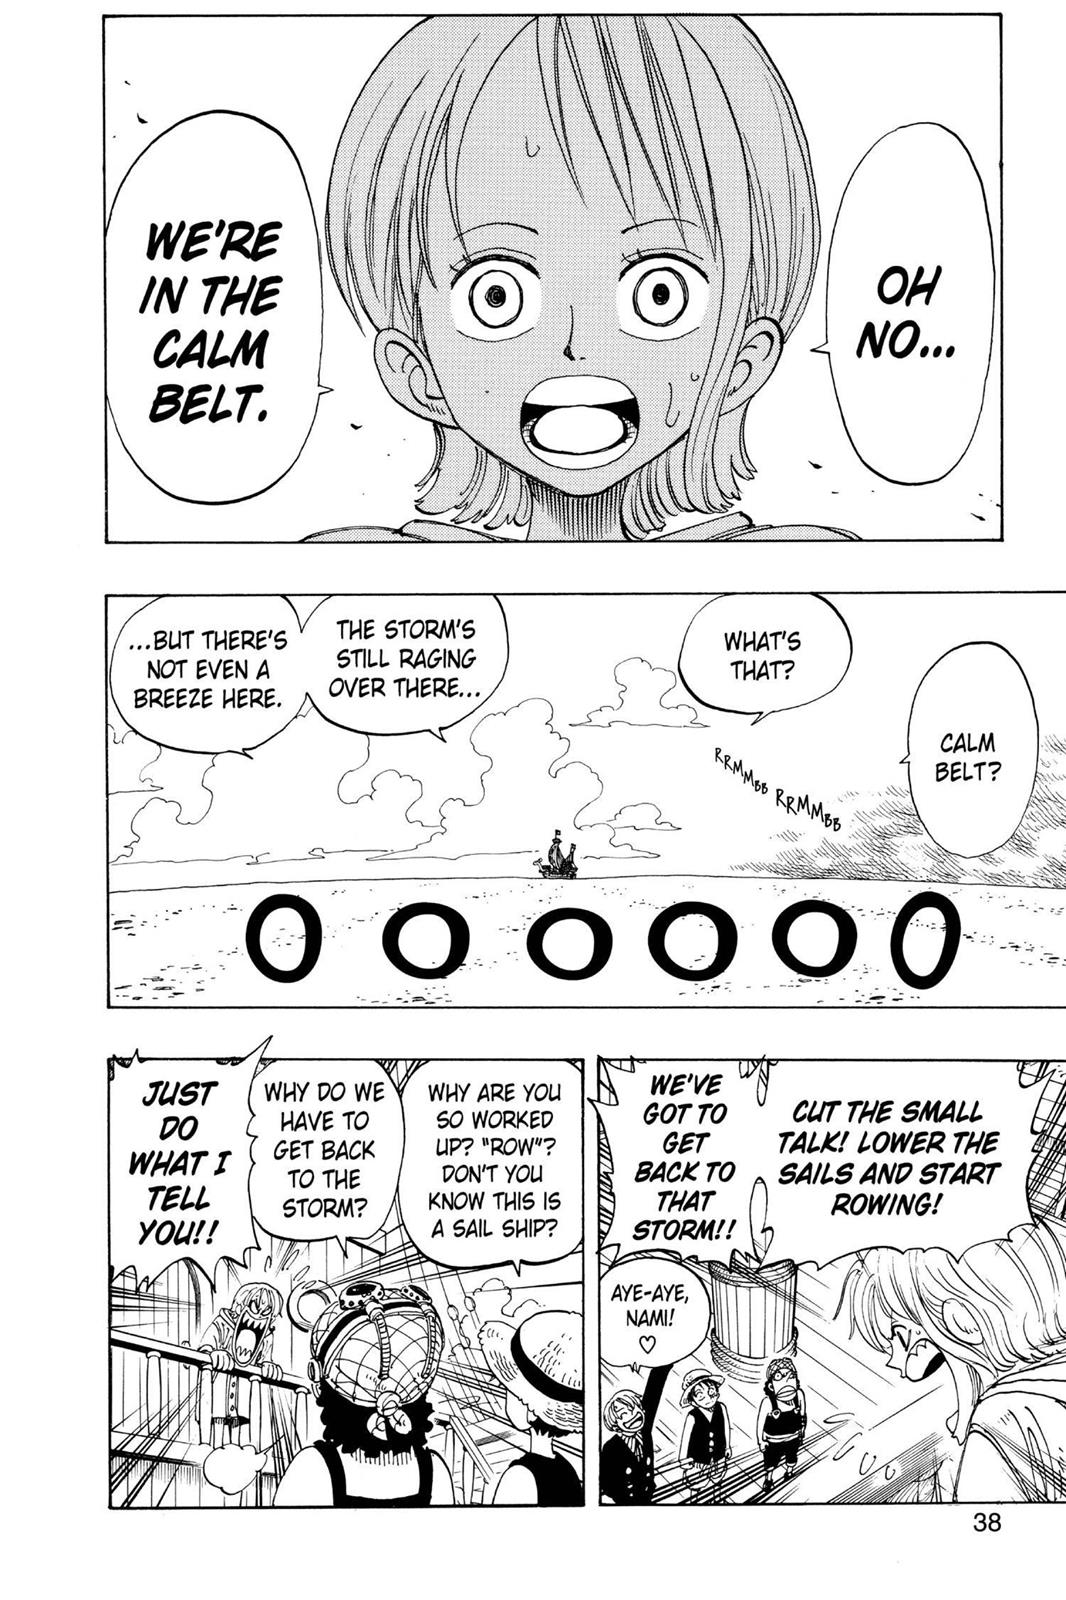 OH
NO...
WE'RE
IN THE
CALM
BELT.
CALM
BELT?
WHAT'S
THAT?
THE STORM'S
STILL RAGING
OVER THERE...
...BUT THERE'S
NOT EVEN A
BREEZE HERE.
RRMMBB RRMMBB
OOOOOO
CUT THE SMALL
TALK! LOWER THE
SAILS AND START
ROWING!
WE'VE
GOT TO
GET
BACK TO
THAT
STORM!!
AYE-AYE,
NAMI!
♡
WHY ARE YOU
SO WORKED
UP? "ROW"?
DON'T YOU
KNOW THIS IS
A SAIL SHIP?
WHY DO WE
HAVE TO
GET BACK
TO THE
STORM?
JUST
DO
WHAT I
TELL
YOU!!
38